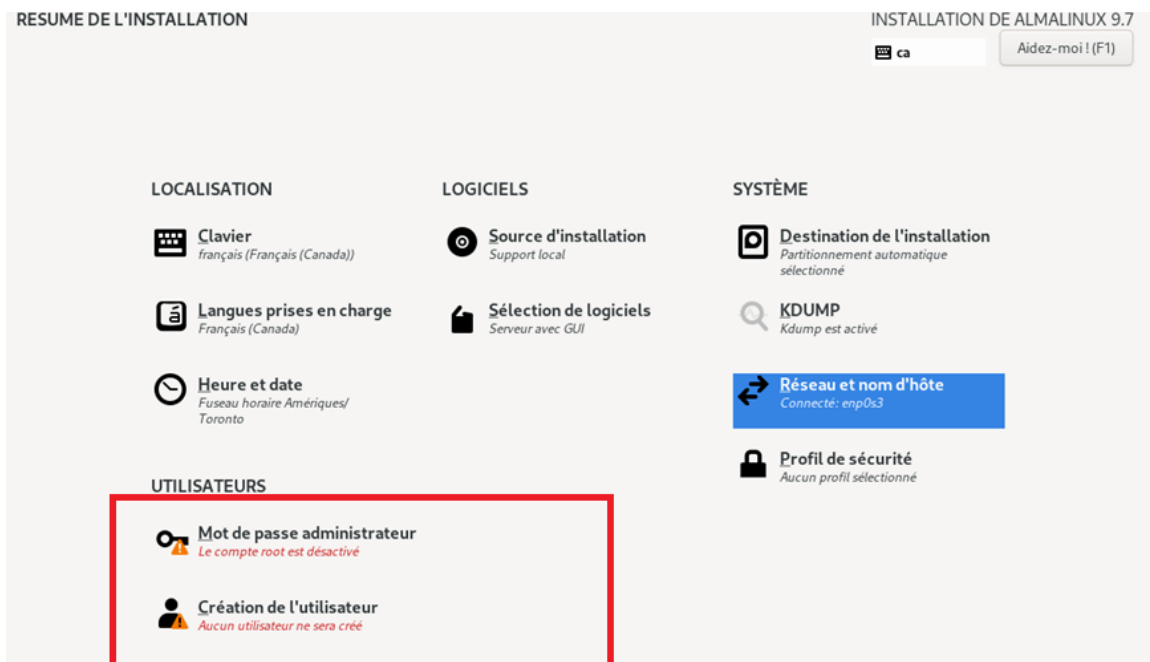 RESUME DE L'INSTALLATION
INSTALLATION DE ALMALINUX 9.7
ca
Aidez-moi ! (F1)
LOCALISATION
Clavier
français (Français (Canada))
Langues prises en charge
Français (Canada)
Heure et date
Fuseau horaire Amériques/
Toronto
LOGICIELS
Source d'installation
Support local
Sélection de logiciels
Serveur avec GUI
SYSTÈME
Destination de l'installation
Partitionnement automatique
sélectionné
KDUMP
Kdump est activé
Réseau et nom d'hôte
Connecté: enp0s3
Profil de sécurité
Aucun profil sélectionné
UTILISATEURS
Mot de passe administrateur
Le compte root est désactivé
Création de l'utilisateur
Aucun utilisateur ne sera créé